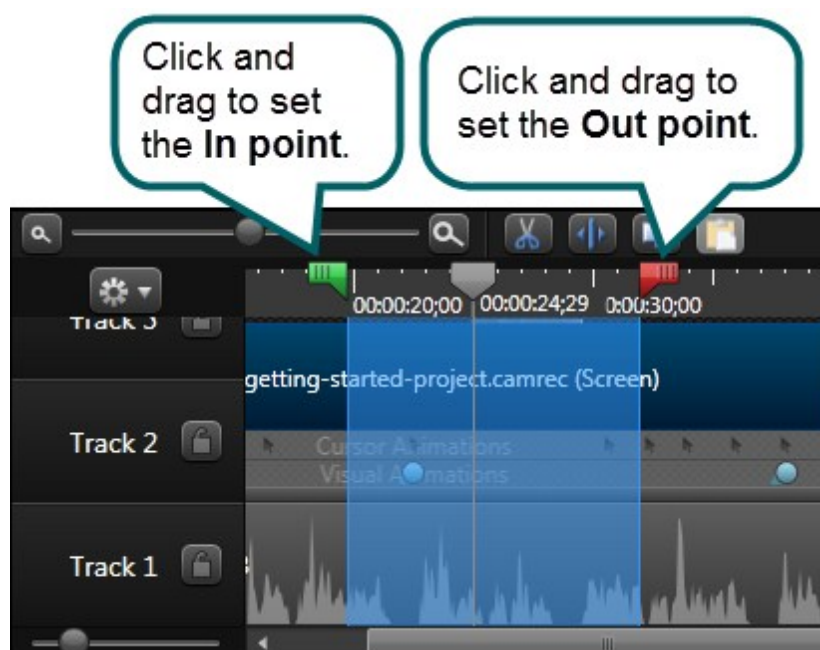 Click and
drag to set
the In point.
Click and drag to
set the Out point.
00:00:20;00
00:00:24;29
0:00:30;00
Track 3
getting-started-project.camrec (Screen)
Track 2
Cursor Animations
Visual Animations
Track 1